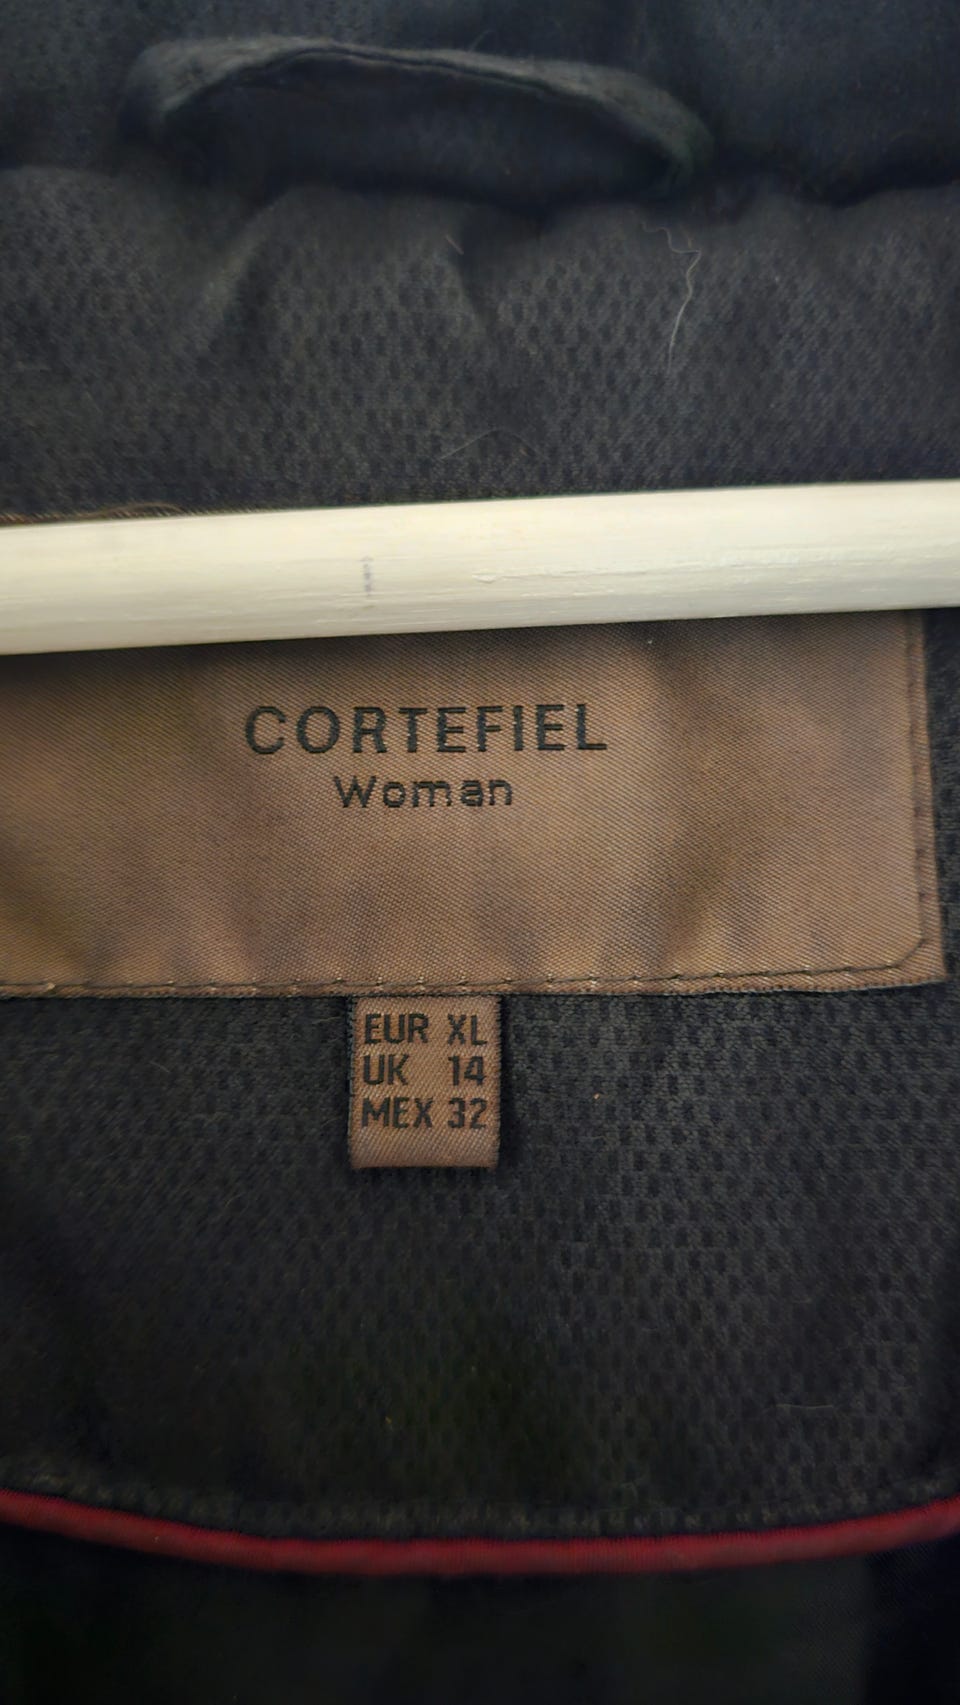 CORTEFIEL
Woman
EUR XL
UK 14
MEX 32